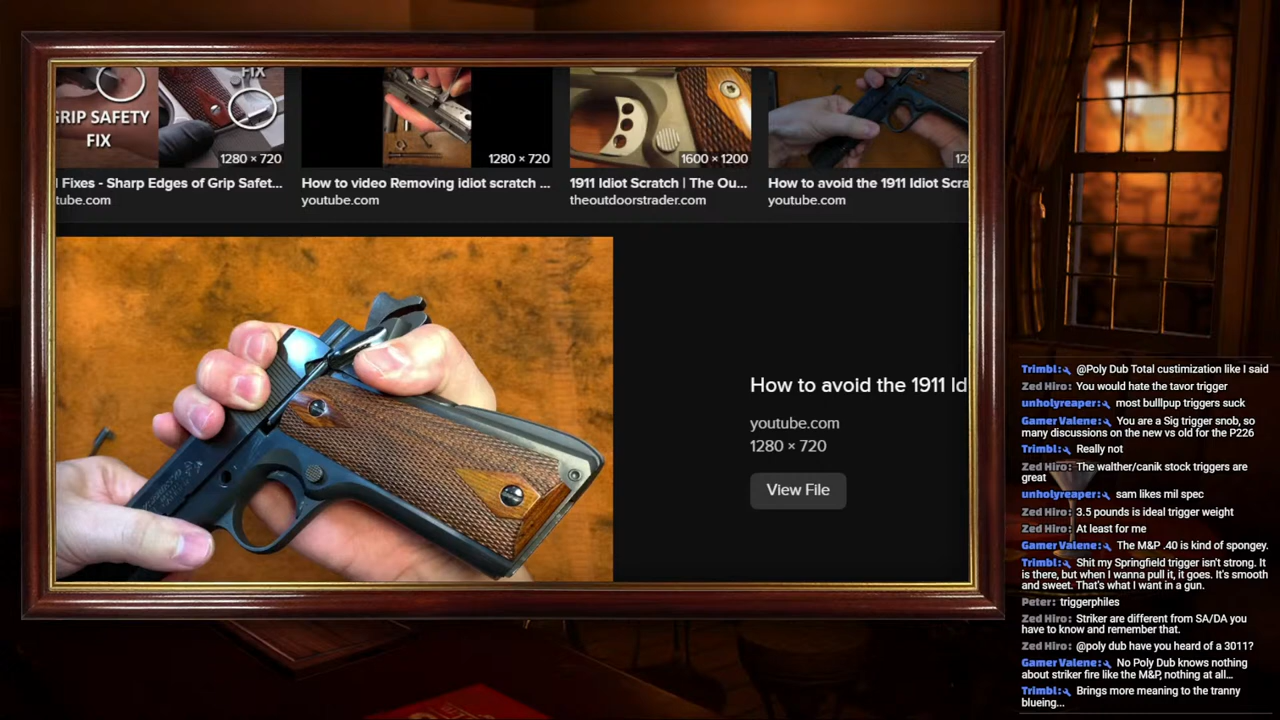 FIX
GRIP SAFETY
FIX
1280 × 720
1280 × 720
1600 × 1200
l Fixes - Sharp Edges of Grip Safet...
How to video Removing idiot scratch ...
1911 Idiot Scratch | The Ou...
How to avoid the 1911 Idiot Scra
tube.com
youtube.com
theoutdoorstrader.com
youtube.com
How to avoid the 1911 Id
youtube.com
1280 × 720
View File
Trimbl: @Poly Dub Total custimization like I said
Zed Hiro: You would hate the tavor trigger
unholyreaper: most bulllpup triggers suck
Gamer Valene: You are a Sig trigger snob, so
many discussions on the new vs old for the P226
Trimbl: Really not
Zed Hiro: The walther/canik stock triggers are
great
unholyreaper: sam likes mil spec
Zed Hiro: 3.5 pounds is ideal trigger weight
Zed Hiro: At least for me
Gamer Valene: The M&P .40 is kind of spongey.
Trimbl: Shit my Springfield trigger isn't strong. It
is there, but when I wanna pull it, it goes. It's smooth
and sweet. That's what I want in a gun.
Peter: triggerphiles
Zed Hiro: Striker are different from SA/DA you
have to know and remember that.
Zed Hiro: @poly dub have you heard of a 3011?
Gamer Valene: No Poly Dub knows nothing
about striker fire like the M&P, nothing at all...
Trimbl: Brings more meaning to the tranny
blueing...